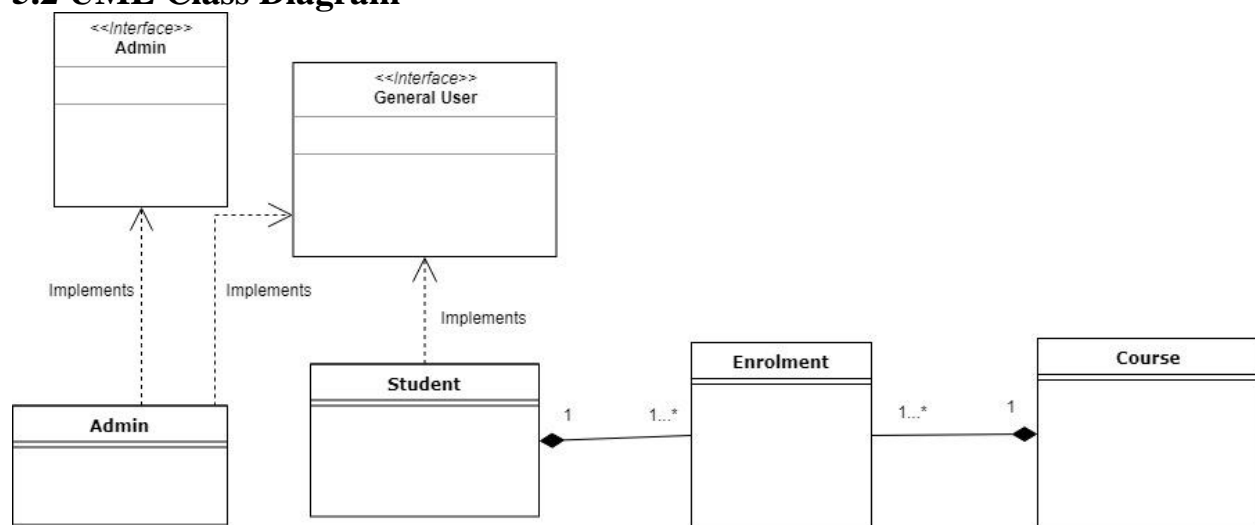 5.2 UML Class Diagram
<<Interface>>
Admin
<<Interface>>
General User
Implements
Implements
Implements
Admin
Student
1
1...*
Enrolment
1...*
1
Course